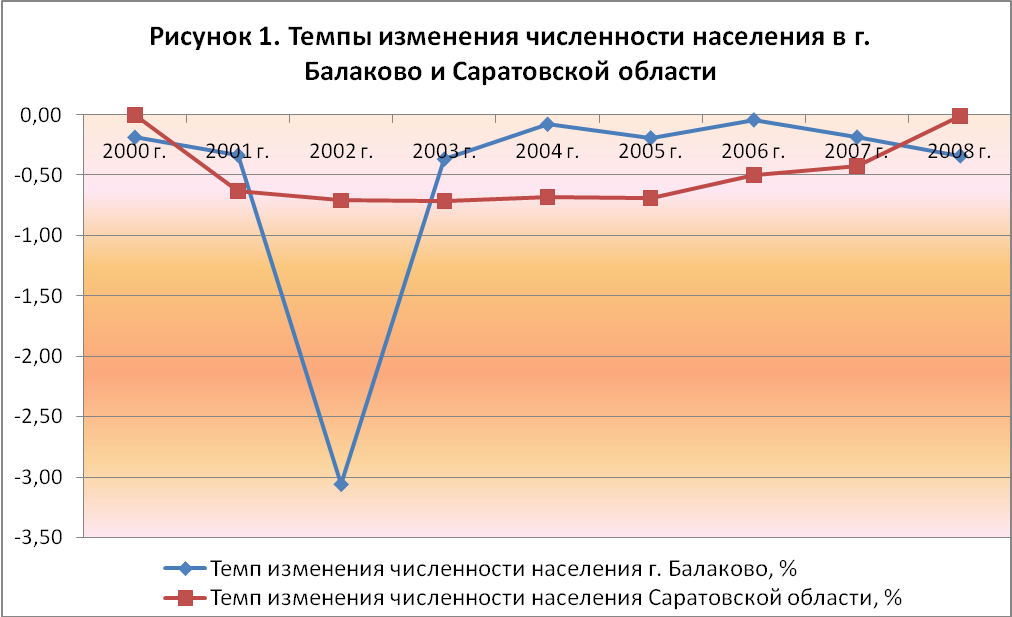 Рисунок 1. Темпы изменения численности населения в г.
Балаково и Саратовской области
0,00
2000 г. 2001 г. 2002 г. 2003 г. 2004 г. 2005 г. 2006 г. 2007 г. 2008 г.
-0,50
-1,00
-1,50
-2,00
-2,50
-3,00
-3,50
Темп изменения численности населения г. Балаково, %
Темп изменения численности населения Саратовской области, %